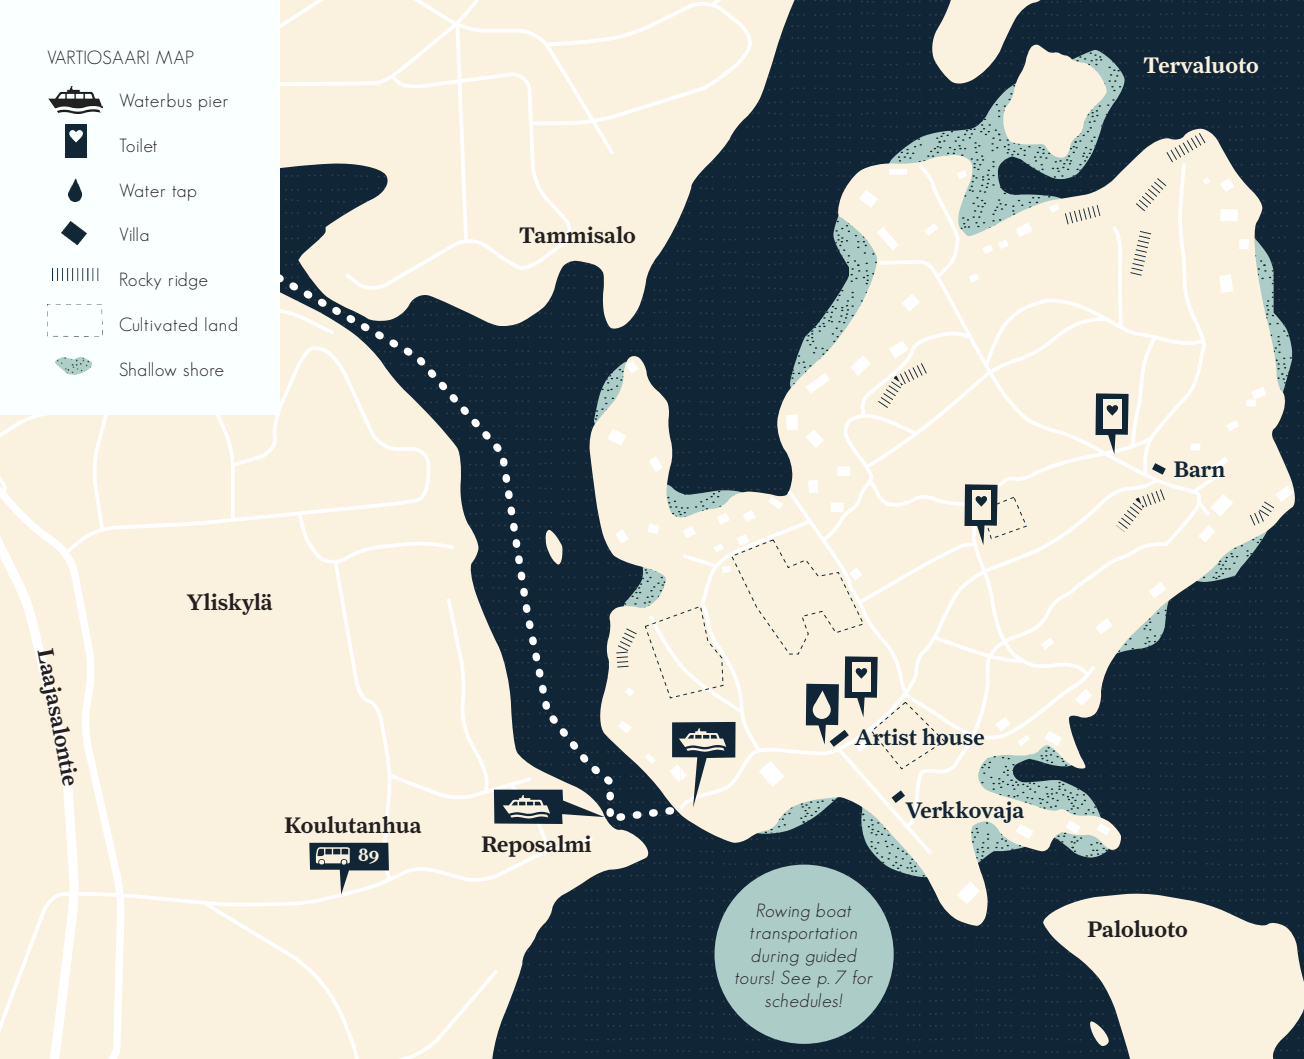 VARTIOSAARI MAP
Waterbus pier
Toilet
Water tap
Villa
Rocky ridge
Cultivated land
Shallow shore
Tervaluoto
Tammisalo
Barn
Yliskylä
Laajasalontie
Artist house
Verkkovaja
Koulutanhua
89
Reposalmi
Rowing boat
transportation
during guided
tours! See p. 7 for
schedules!
Paloluoto